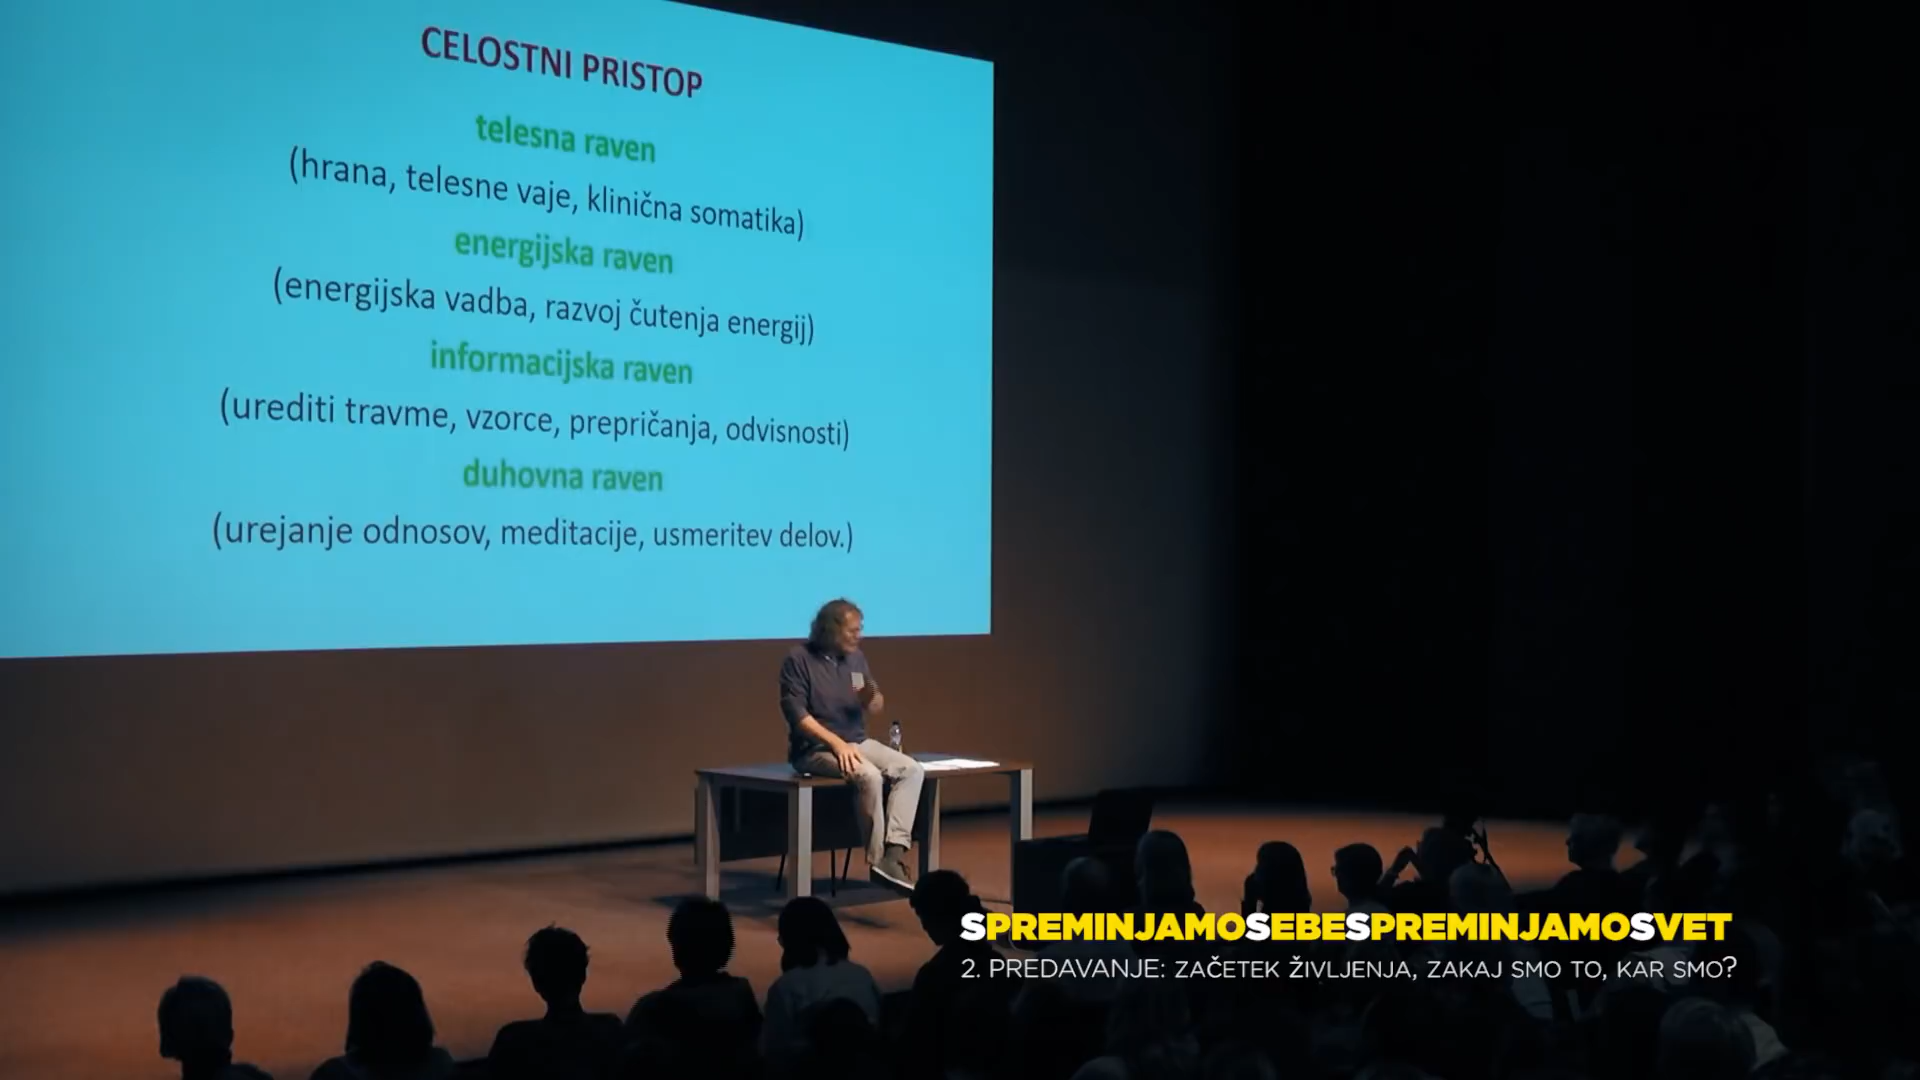 CELOSTNI PRISTOP
telesna raven
(hrana, telesne vaje, klinična somatika)
energijska raven
(energijska vadba, razvoj čutenja energij)
informacijska raven
(urediti travme, vzorce, prepričanja, odvisnosti)
duhovna raven
(urejanje odnosov, meditacije, usmeritev delov.)
SPREMINJAMOSEBESPREMINJAMOSVET
2. PREDAVANJE: ZAČETEK ŽIVLJENJA, ZAKAJ SMO TO, KAR SMO?